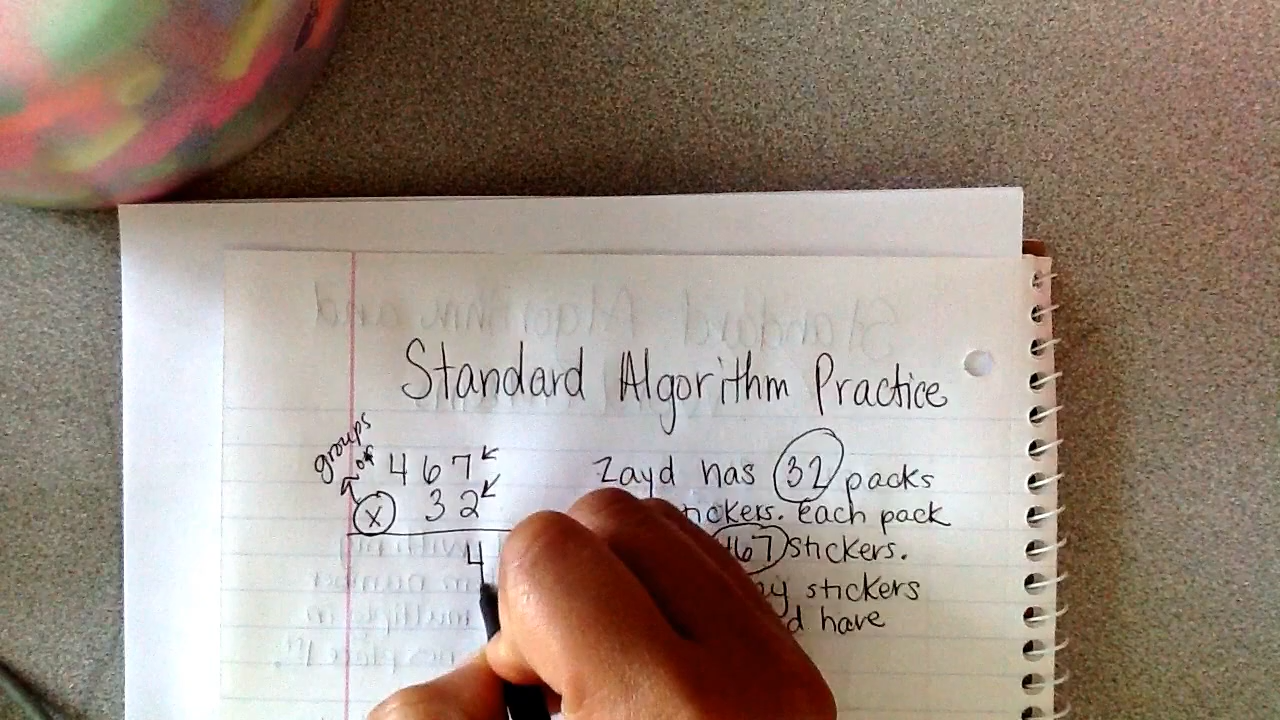 Standard Algorithm Practice
groups of
467
x 32
4
Zayd has 32 packs
stickers. Each pack
467 stickers.
stickers
have